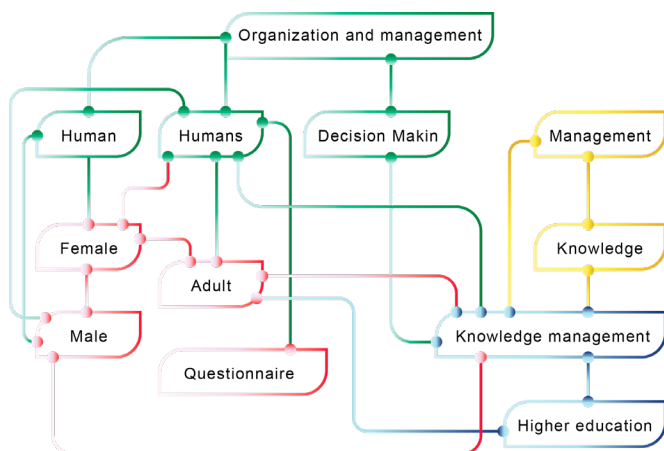 Organization and management
Human
Humans
Decision Makin
Management
Female
Adult
Knowledge
Male
Knowledge management
Questionnaire
Higher education